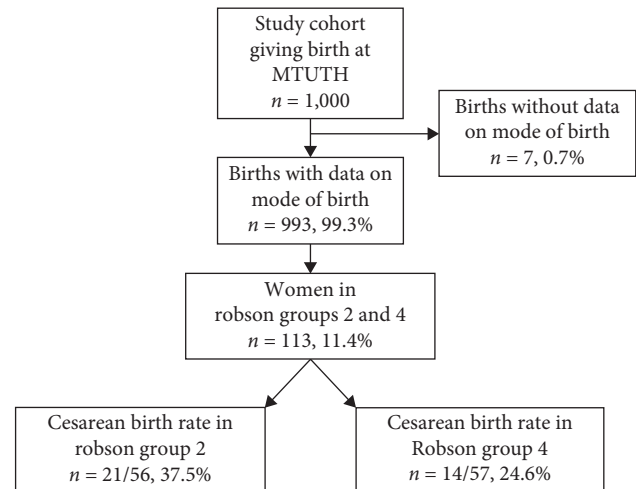 Study cohort
giving birth at
MTUTH
n = 1,000
Births without data
on mode of birth
n = 7, 0.7%
Births with data on
mode of birth
n = 993, 99.3%
Women in
robson groups 2 and 4
n = 113, 11.4%
Cesarean birth rate in
robson group 2
n = 21/56, 37.5%
Cesarean birth rate in
Robson group 4
n = 14/57, 24.6%